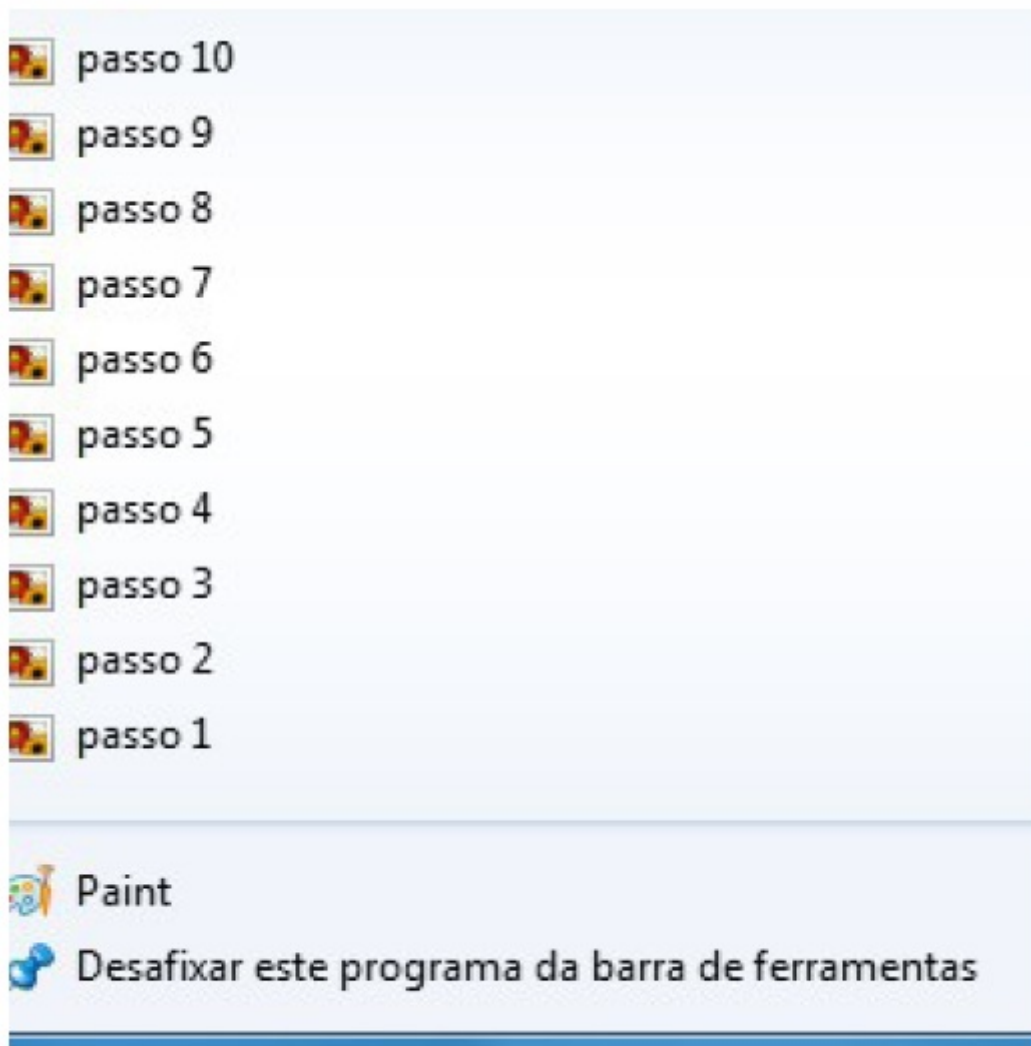 passo 10
passo 9
passo 8
passo 7
passo 6
passo 5
passo 4
passo 3
passo 2
passo 1
Paint
Desafixar este programa da barra de ferramentas